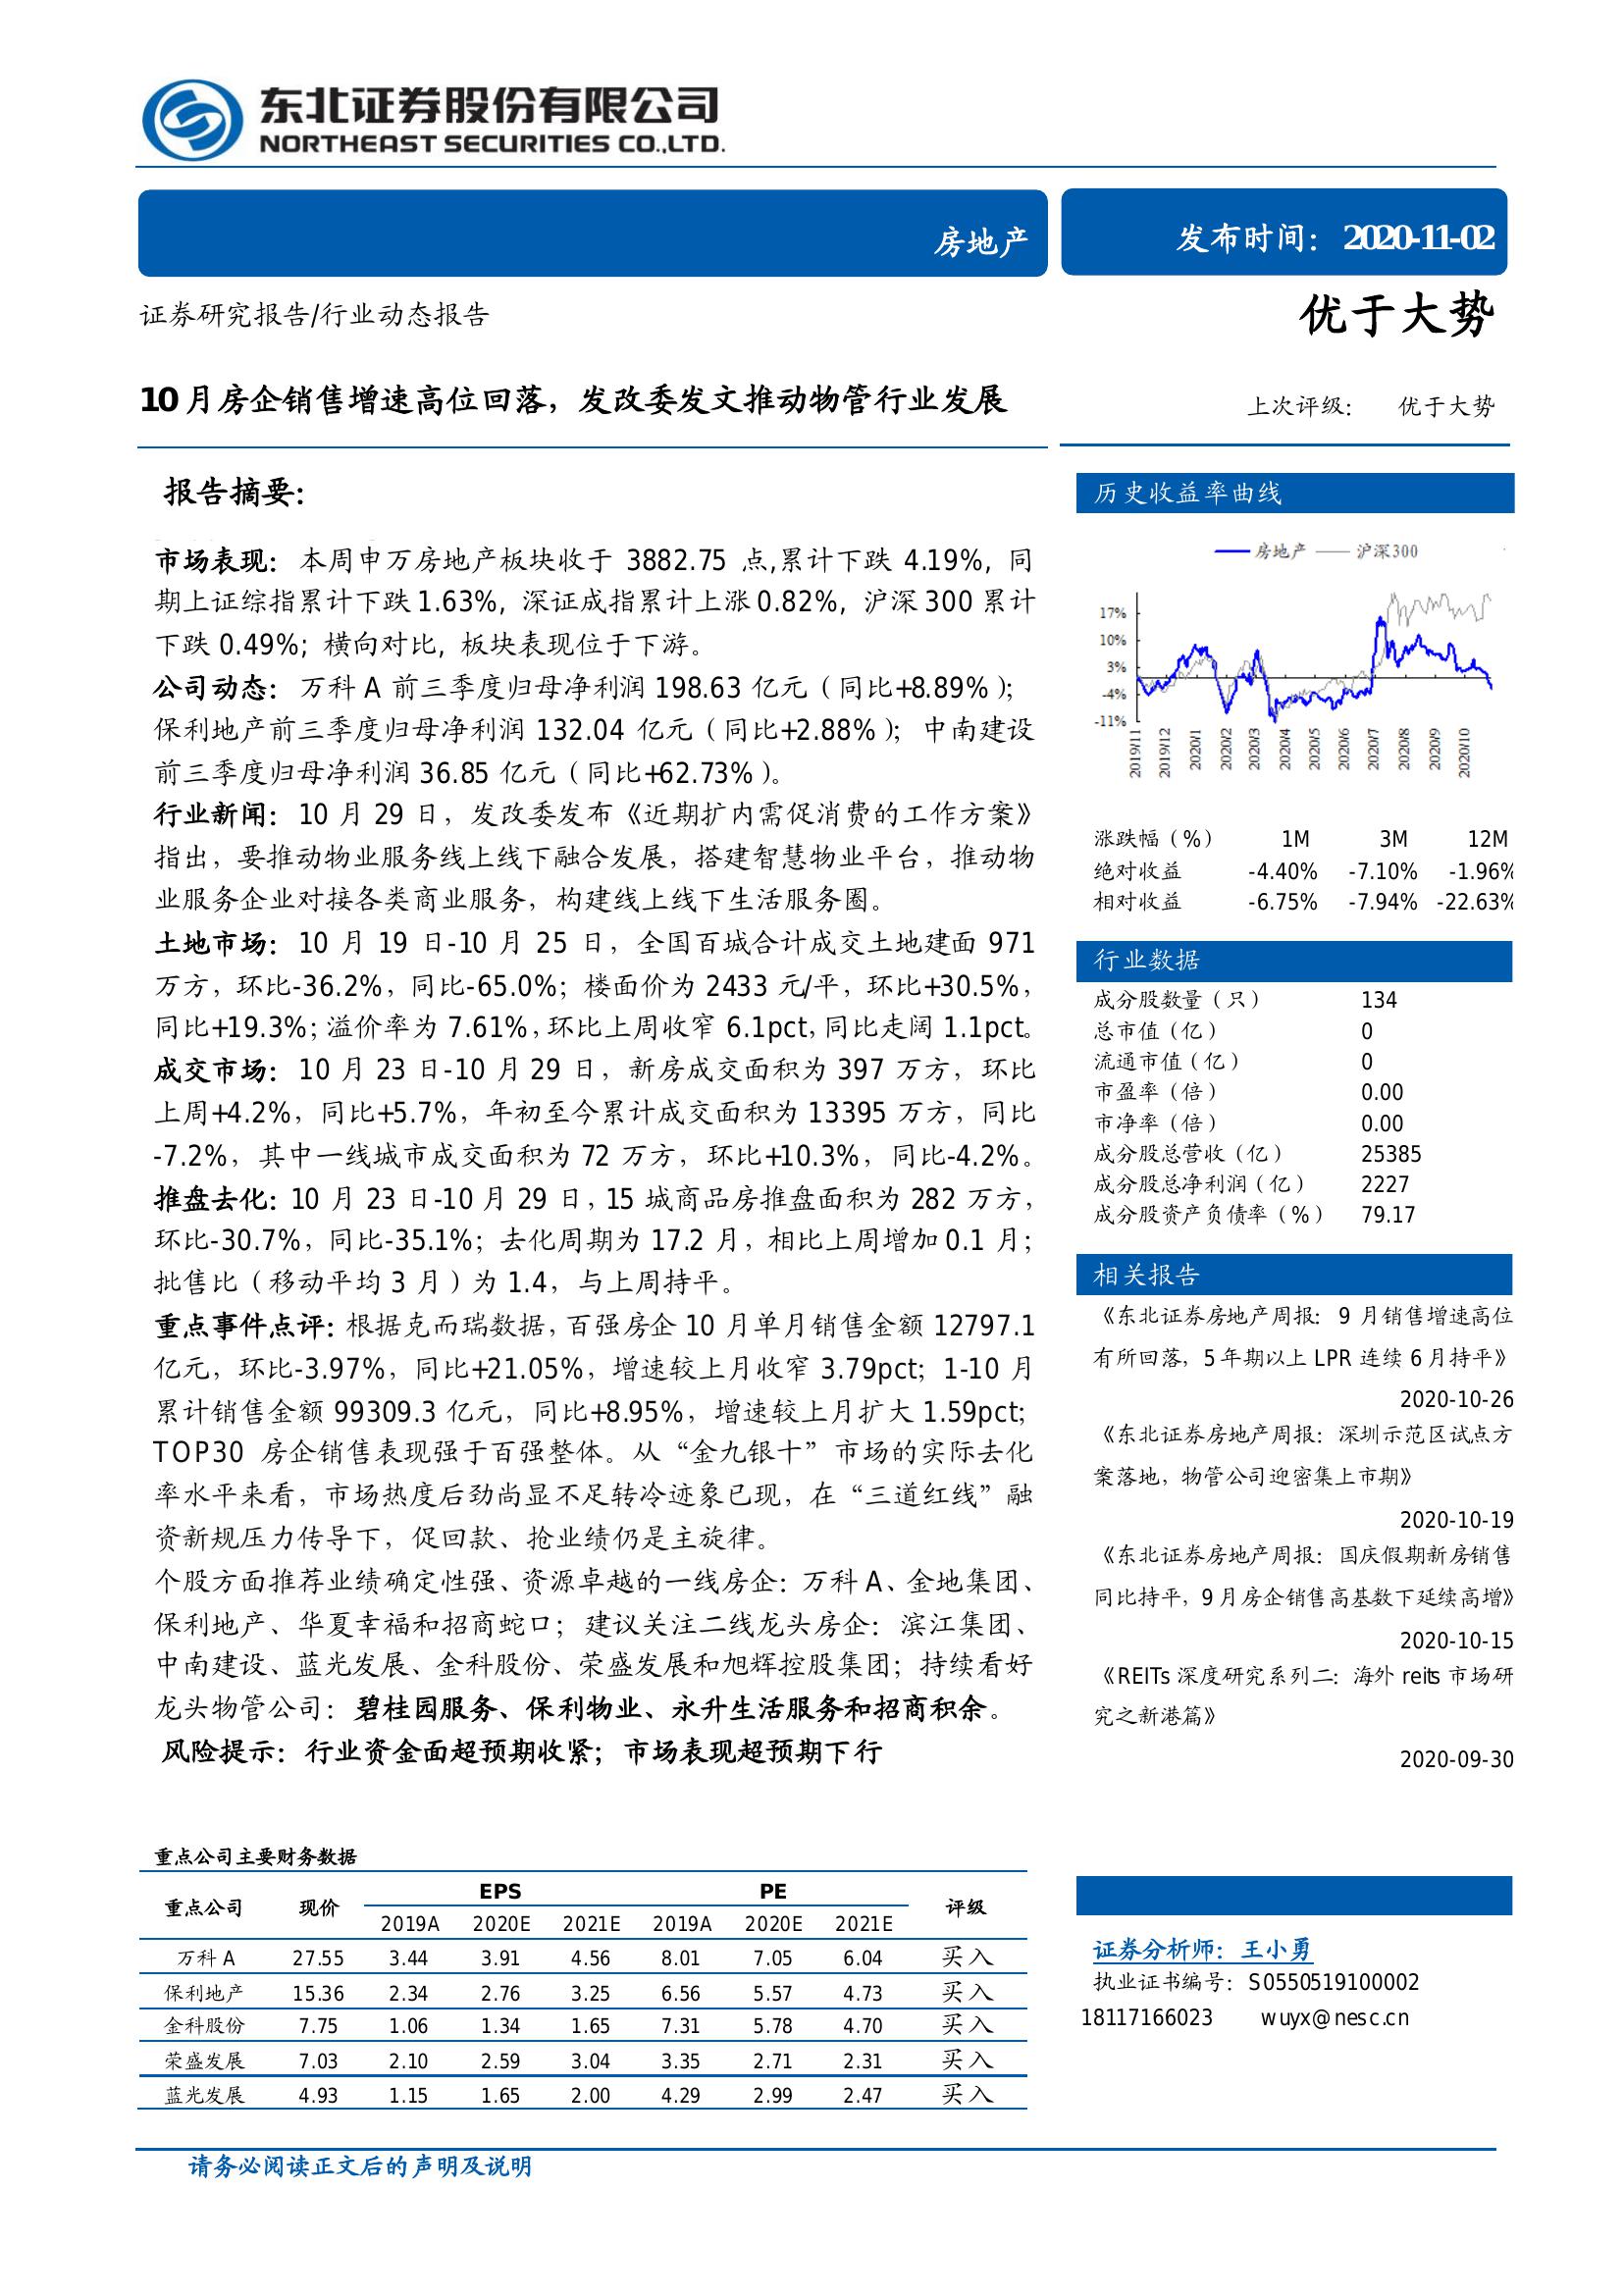 东北证券股份有限公司
NORTHEAST SECURITIES CO.,LTD.
房地产
发布时间：2020-11-02
证券研究报告/行业动态报告
优于大势
10月房企销售增速高位回落，发改委发文推动物管行业发展
上次评级： 优于大势
报告摘要：
市场表现：本周申万房地产板块收于 3882.75 点,累计下跌 4.19%, 同
期上证综指累计下跌1.63%, 深证成指累计上涨0.82%, 沪深300 累计
下跌 0.49%；横向对比, 板块表现位于下游。
公司动态：万科 A 前三季度归母净利润 198.63 亿元（同比+8.89%）；
保利地产前三季度归母净利润 132.04 亿元（同比+2.88%）；中南建设
前三季度归母净利润 36.85 亿元（同比+62.73%）。
行业新闻：10 月 29 日，发改委发布《近期扩内需促消费的工作方案》
指出，要推动物业服务线上线下融合发展，搭建智慧物业平台，推动物
业服务企业对接各类商业服务，构建线上线下生活服务圈。
土地市场：10 月 19 日-10 月 25 日，全国百城合计成交土地建面 971
万方，环比-36.2%，同比-65.0%；楼面价为 2433 元/平，环比+30.5%，
同比+19.3%；溢价率为 7.61%，环比上周收窄 6.1pct，同比走阔 1.1pct。
成交市场：10 月 23 日-10 月 29 日，新房成交面积为 397 万方，环比
上周+4.2%，同比+5.7%，年初至今累计成交面积为 13395 万方，同比
-7.2%，其中一线城市成交面积为 72 万方，环比+10.3%，同比-4.2%。
推盘去化：10 月 23 日-10 月 29 日，15 城商品房推盘面积为 282 万方，
环比-30.7%，同比-35.1%；去化周期为 17.2 月，相比上周增加 0.1 月；
批售比（移动平均 3 月）为 1.4，与上周持平。
重点事件点评：根据克而瑞数据，百强房企 10 月单月销售金额 12797.1
亿元，环比-3.97%，同比+21.05%，增速较上月收窄 3.79pct；1-10 月
累计销售金额 99309.3 亿元，同比+8.95%，增速较上月扩大 1.59pct；
TOP30 房企销售表现强于百强整体。从“金九银十”市场的实际去化
率水平来看，市场热度后劲尚显不足转冷迹象已现，在“三道红线”融
资新规压力传导下，促回款、抢业绩仍是主旋律。
个股方面推荐业绩确定性强、资源卓越的一线房企：万科 A、金地集团、
保利地产、华夏幸福和招商蛇口；建议关注二线龙头房企：滨江集团、
中南建设、蓝光发展、金科股份、荣盛发展和旭辉控股集团；持续看好
龙头物管公司：碧桂园服务、保利物业、永升生活服务和招商积余。
风险提示：行业资金面超预期收紧；市场表现超预期下行
重点公司主要财务数据
重点公司 现价 EPS PE 评级
2019A 2020E 2021E 2019A 2020E 2021E
万科 A 27.55 3.44 3.91 4.56 8.01 7.05 6.04 买入
保利地产 15.36 2.34 2.76 3.25 6.56 5.57 4.73 买入
金科股份 7.75 1.06 1.34 1.65 7.31 5.78 4.70 买入
荣盛发展 7.03 2.10 2.59 3.04 3.35 2.71 2.31 买入
蓝光发展 4.93 1.15 1.65 2.00 4.29 2.99 2.47 买入
历史收益率曲线
房地产 沪深300
17%
10%
3%
-4%
-11%
2019/11 2019/12 2020/1 2020/2 2020/3 2020/4 2020/5 2020/6 2020/7 2020/8 2020/9 2020/10
涨跌幅（%） 1M 3M 12M
绝对收益 -4.40% -7.10% -1.96%
相对收益 -6.75% -7.94% -22.63%
行业数据
成分股数量（只） 134
总市值（亿） 0
流通市值（亿） 0
市盈率（倍） 0.00
市净率（倍） 0.00
成分股总营收（亿） 25385
成分股总净利润（亿） 2227
成分股资产负债率（%） 79.17
相关报告
《东北证券房地产周报：9 月销售增速高位
有所回落，5 年期以上 LPR 连续 6 月持平》
2020-10-26
《东北证券房地产周报：深圳示范区试点方
案落地，物管公司迎密集上市期》
2020-10-19
《东北证券房地产周报：国庆假期新房销售
同比持平，9 月房企销售高基数下延续高增》
2020-10-15
《REITs 深度研究系列二：海外 reits 市场研
究之新港篇》
2020-09-30
证券分析师：王小勇
执业证书编号：S0550519100002
18117166023 wuyx@nesc.cn
请务必阅读正文后的声明及说明